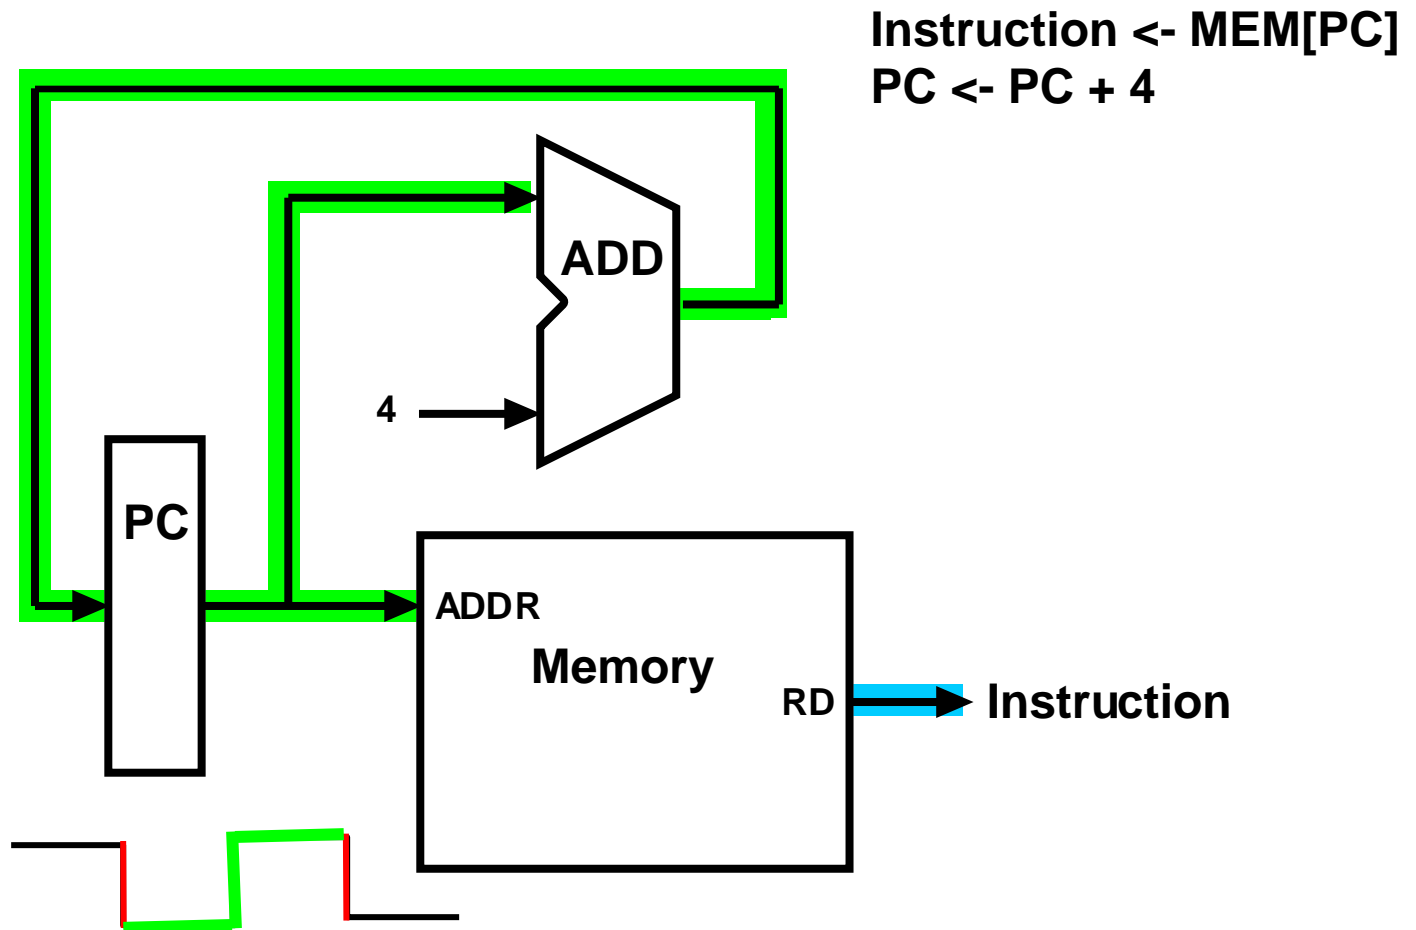 Instruction <- MEM[PC]
PC <- PC + 4
ADD
4
PC
ADDR
Memory
RD
Instruction